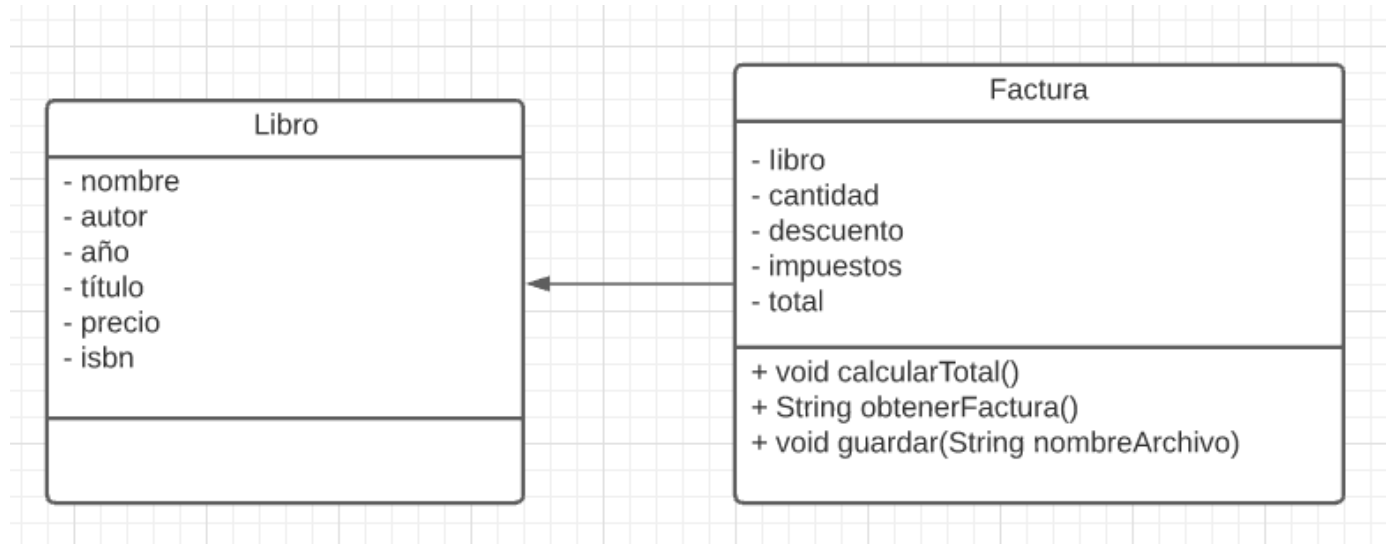 Libro
- nombre
- autor
- año
- título
- precio
- isbn
Factura
- libro
- cantidad
- descuento
- impuestos
- total
+ void calcularTotal()
+ String obtenerFactura()
+ void guardar(String nombreArchivo)